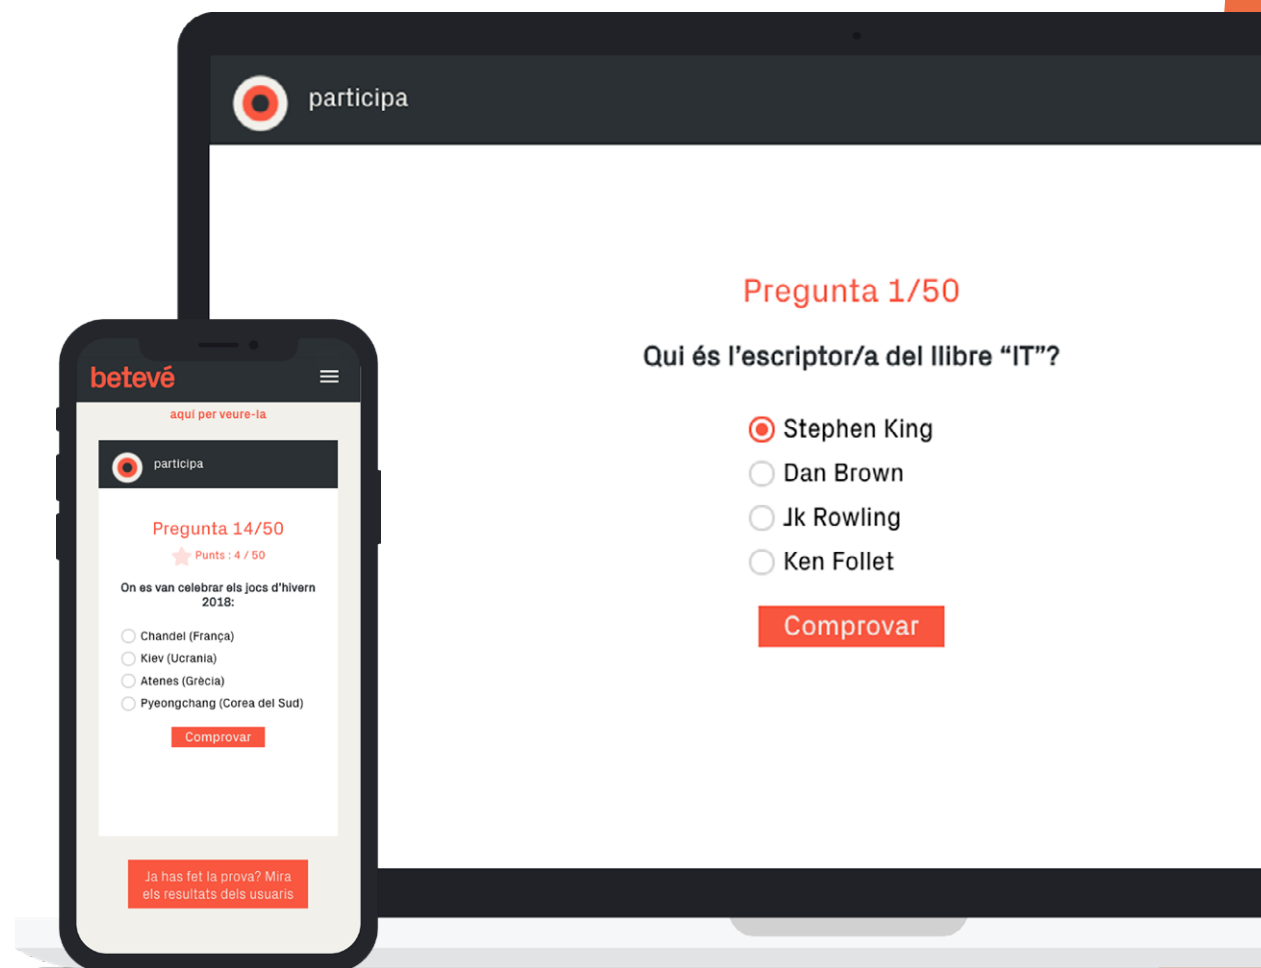 participa
Pregunta 1/50
Qui és l’escriptor/a del llibre “IT”?
Stephen King
Dan Brown
Jk Rowling
Ken Follet
Comprovar
betevé
aquí per veure-la
participa
Pregunta 14/50
Punts : 4 / 50
On es van celebrar els jocs d’hivern
2018:
Chandel (França)
Kiev (Ucrania)
Atenes (Grècia)
Pyeongchang (Corea del Sud)
Comprovar
Ja has fet la prova? Mira
els resultats dels usuaris